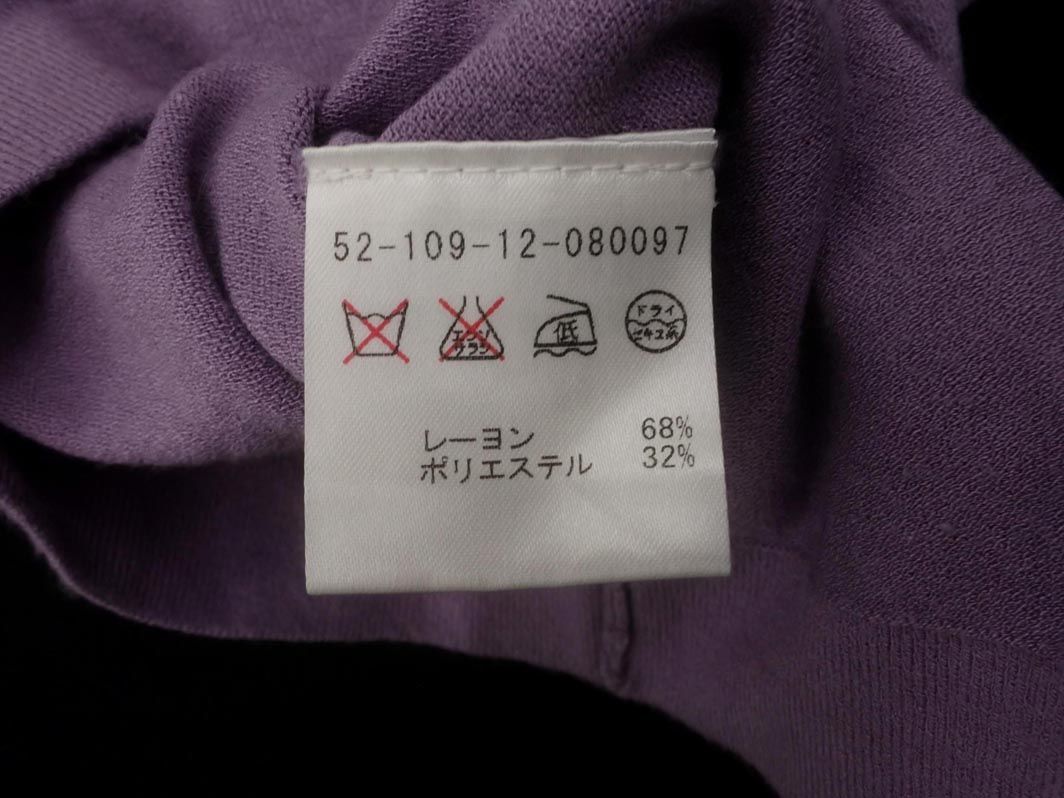 52-109-12-080097
エンソ
サラシ
低
ドライ
セキユ系
レーヨン 68%
ポリエステル 32%